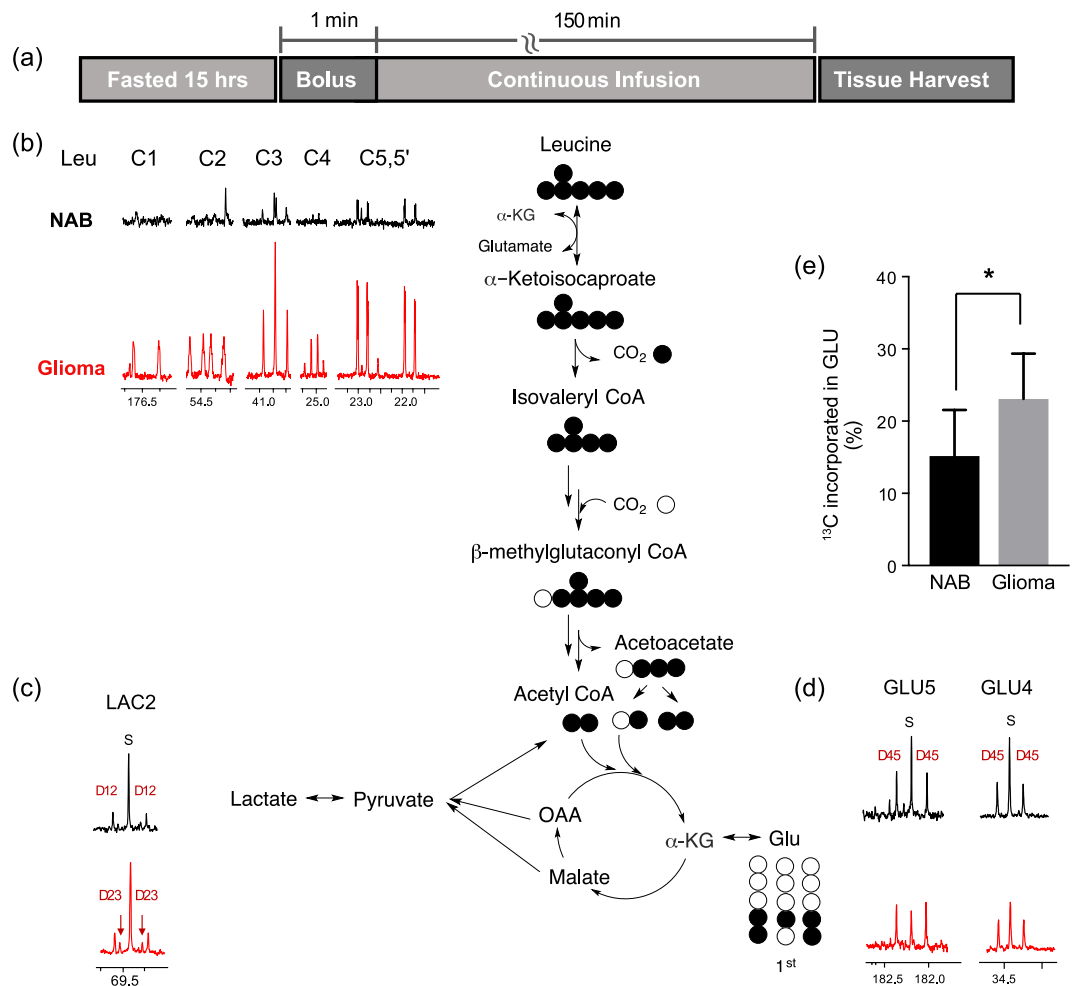 1 min
150 min
(a)
Fasted 15 hrs
Bolus
Continuous Infusion
Tissue Harvest
(b)
Leu C1 C2 C3 C4 C5,5'
NAB
Glioma
176.5 54.5 41.0 25.0 23.0 22.0
Leucine
α-KG
Glutamate
α–Ketoisocaproate
CO2
Isovaleryl CoA
CO2
β-methylglutaconyl CoA
Acetoacetate
Acetyl CoA
Lactate
Pyruvate
OAA
Malate
α-KG
Glu
1st
(e)
*
13C incorporated in GLU
(%)
40
30
20
10
0
NAB Glioma
(c)
LAC2
S
D12 D12
D23 D23
69.5
(d)
GLU5 GLU4
S S
D45 D45 D45 D45
182.5 182.0 34.5